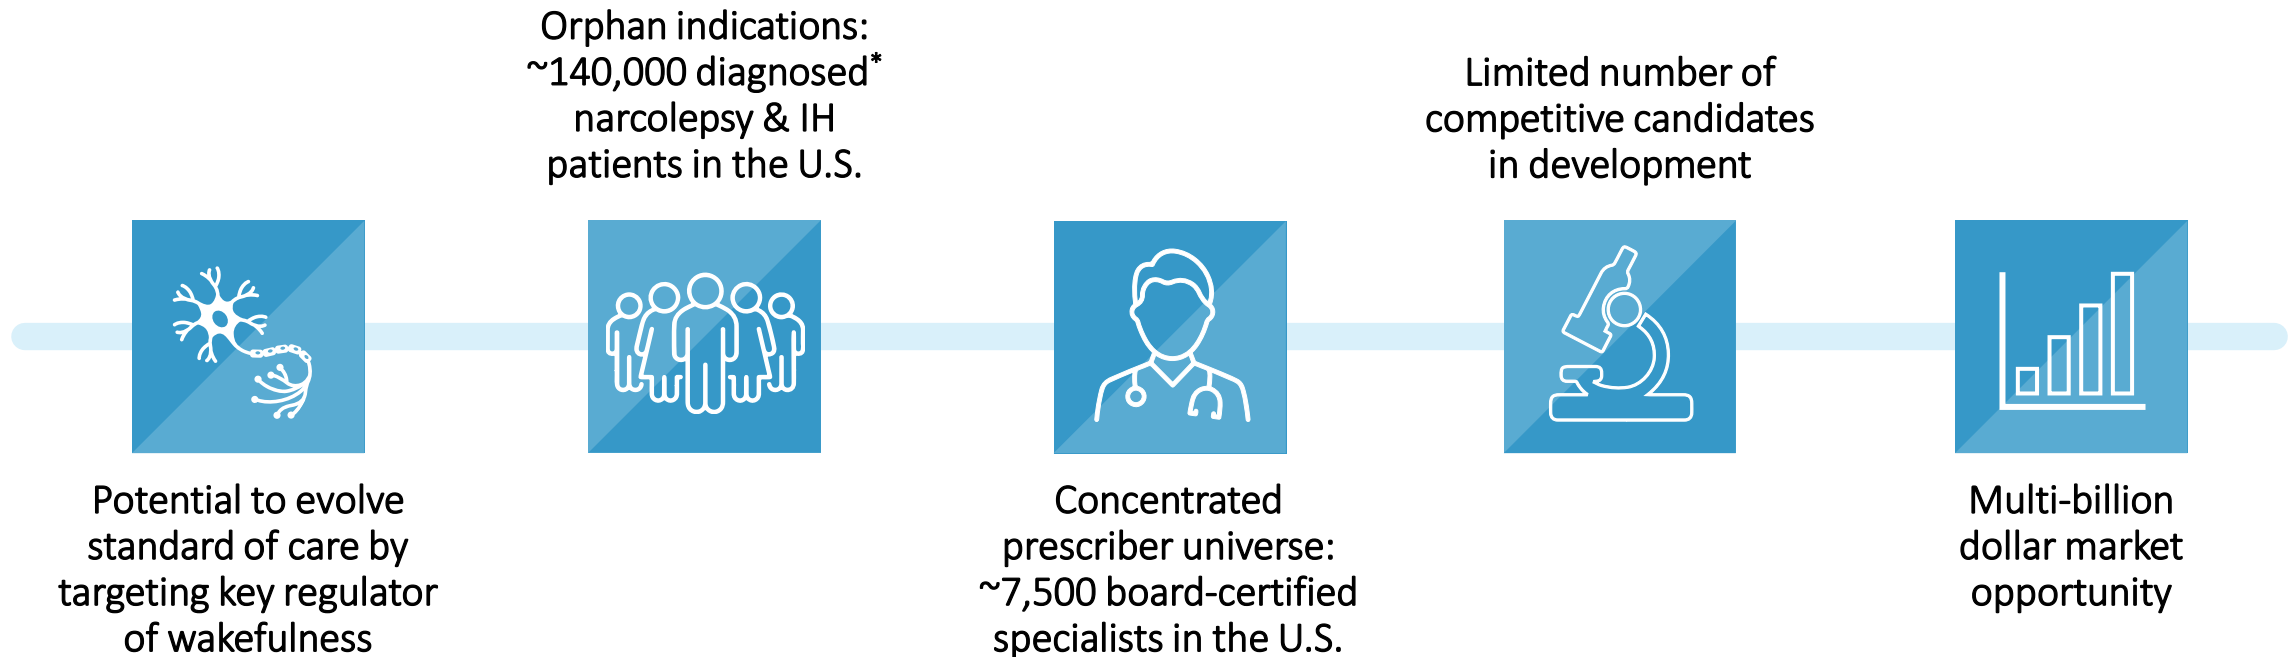 Potential to evolve
standard of care by
targeting key regulator
of wakefulness
Orphan indications:
~140,000 diagnosed*
narcolepsy & IH
patients in the U.S.
Concentrated
prescriber universe:
~7,500 board-certified
specialists in the U.S.
Limited number of
competitive candidates
in development
Multi-billion
dollar market
opportunity